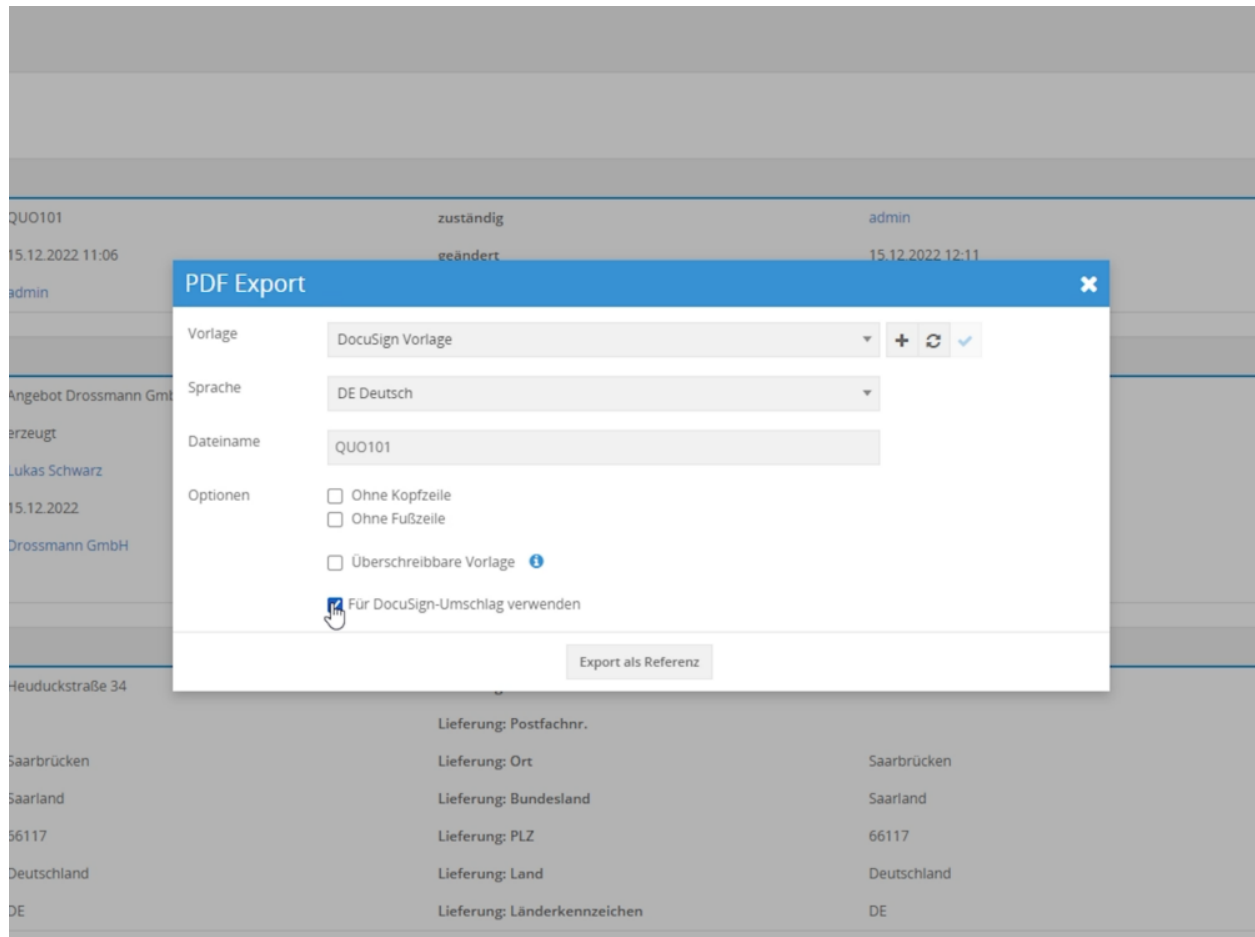 QUO101 zuständig admin
15.12.2022 11:06 geändert 15.12.2022 12:11
admin
PDF Export
Vorlage DocuSign Vorlage
Sprache DE Deutsch
Angebot Drossmann
erzeugt
Dateiname QUO101
Lukas Schwarz
Optionen Ohne Kopfzeile
15.12.2022
Ohne Fußzeile
Drossmann GmbH
Überschreibbare Vorlage
Für DocuSign-Umschlag verwenden
Export als Referenz
Heuduckstraße 34
Lieferung: Postfachnr.
Saarbrücken Lieferung: Ort Saarbrücken
Saarland Lieferung: Bundesland Saarland
66117 Lieferung: PLZ 66117
Deutschland Lieferung: Land Deutschland
DE Lieferung: Länderkennzeichen DE